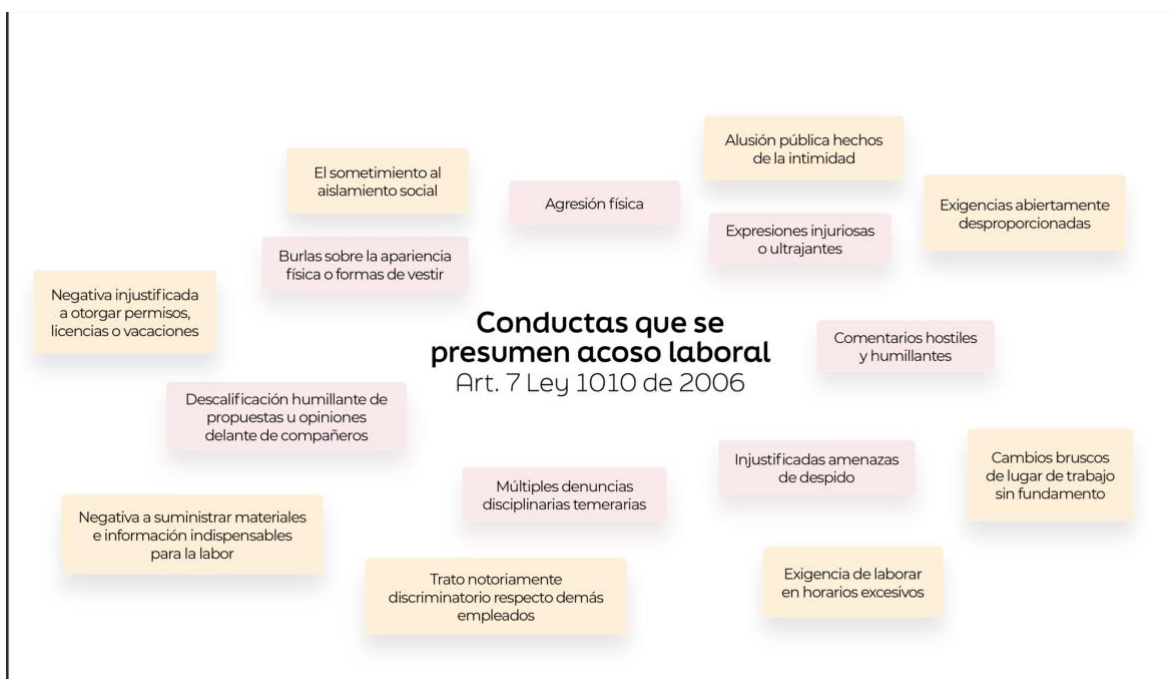 Alusión pública hechos
de la intimidad
El sometimiento al
aislamiento social
Agresión física
Exigencias abiertamente
desproporcionadas
Expresiones injuriosas
o ultrajantes
Burlas sobre la apariencia
física o formas de vestir
Negativa injustificada
a otorgar permisos,
licencias o vacaciones
Conductas que se
presumen acoso laboral
Art. 7 Ley 1010 de 2006
Comentarios hostiles
y humillantes
Descalificación humillante de
propuestas u opiniones
delante de compañeros
Injustificadas amenazas
de despido
Cambios bruscos
de lugar de trabajo
sin fundamento
Múltiples denuncias
disciplinarias temerarias
Negativa a suministrar materiales
e información indispensables
para la labor
Trato notoriamente
discriminatorio respecto demás
empleados
Exigencia de laborar
en horarios excesivos